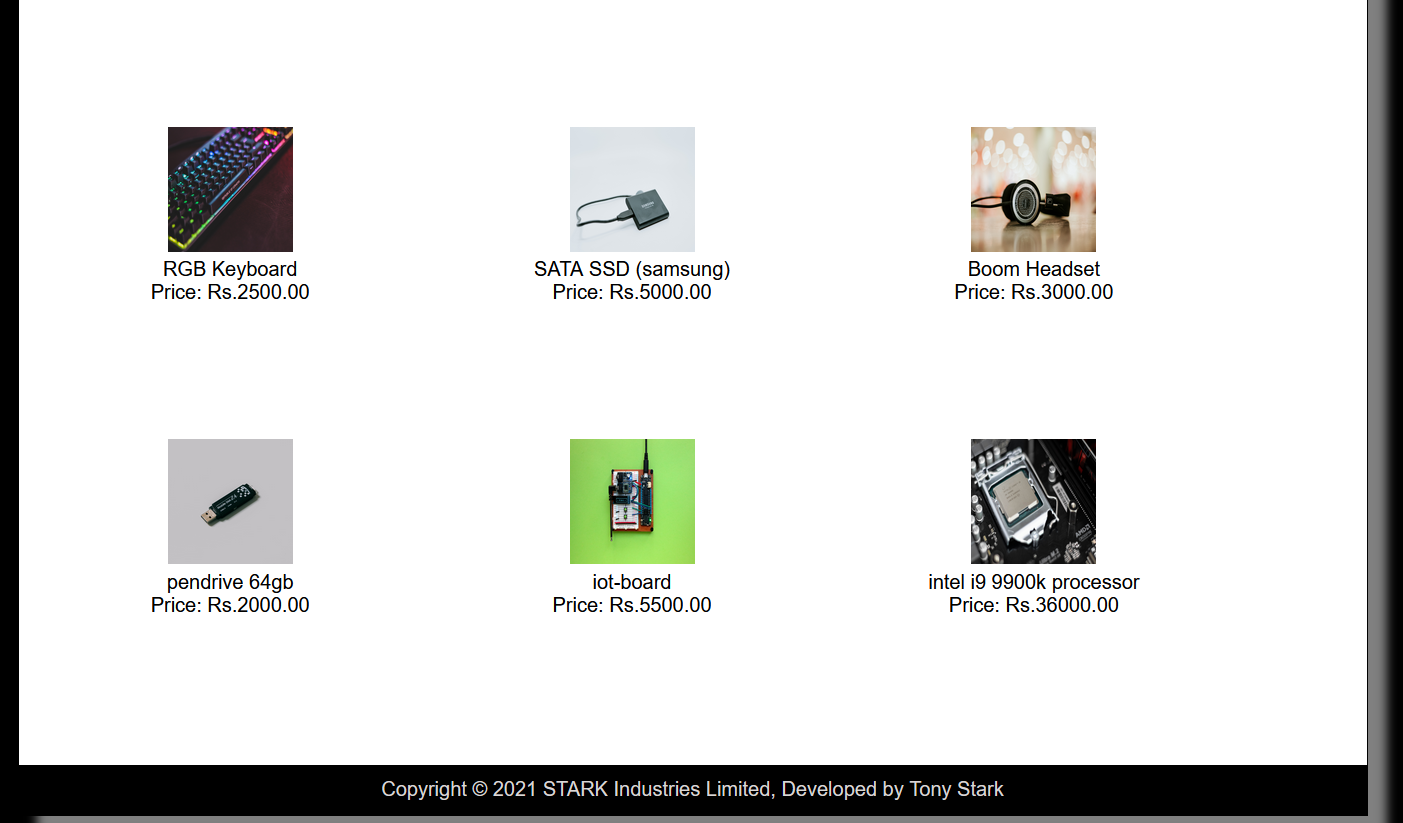 RGB Keyboard
Price: Rs.2500.00
SATA SSD (samsung)
Price: Rs.5000.00
Boom Headset
Price: Rs.3000.00
pendrive 64gb
Price: Rs.2000.00
iot-board
Price: Rs.5500.00
intel i9 9900k processor
Price: Rs.36000.00
Copyright © 2021 STARK Industries Limited, Developed by Tony Stark